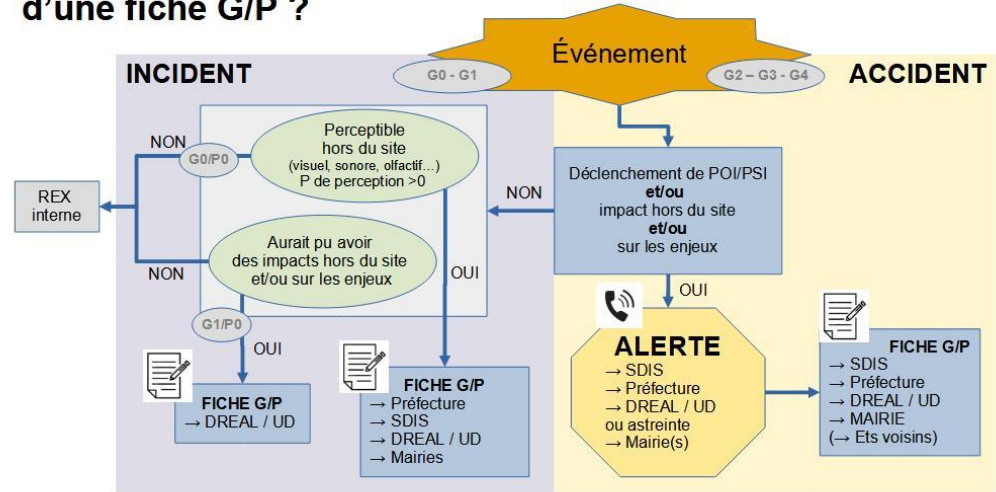 d’une fiche G/P ?
Événement
INCIDENT
G0 - G1
G2 – G3 - G4
ACCIDENT
NON
G0/P0
Perceptible
hors du site
(visuel, sonore, olfactif…)
P de perception >0
REX
interne
Aurait pu avoir
des impacts hors du site
et/ou sur les enjeux
NON
G1/P0
OUI
OUI
NON
Déclenchement de POI/PSI
et/ou
impact hors du site
et/ou
sur les enjeux
OUI
FICHE G/P
→ DREAL / UD
FICHE G/P
→ Préfecture
→ SDIS
→ DREAL / UD
→ Mairies
ALERTE
→ SDIS
→ Préfecture
→ DREAL / UD
ou astreinte
→ Mairie(s)
FICHE G/P
→ SDIS
→ Préfecture
→ DREAL / UD
→ MAIRIE
(→ Ets voisins)